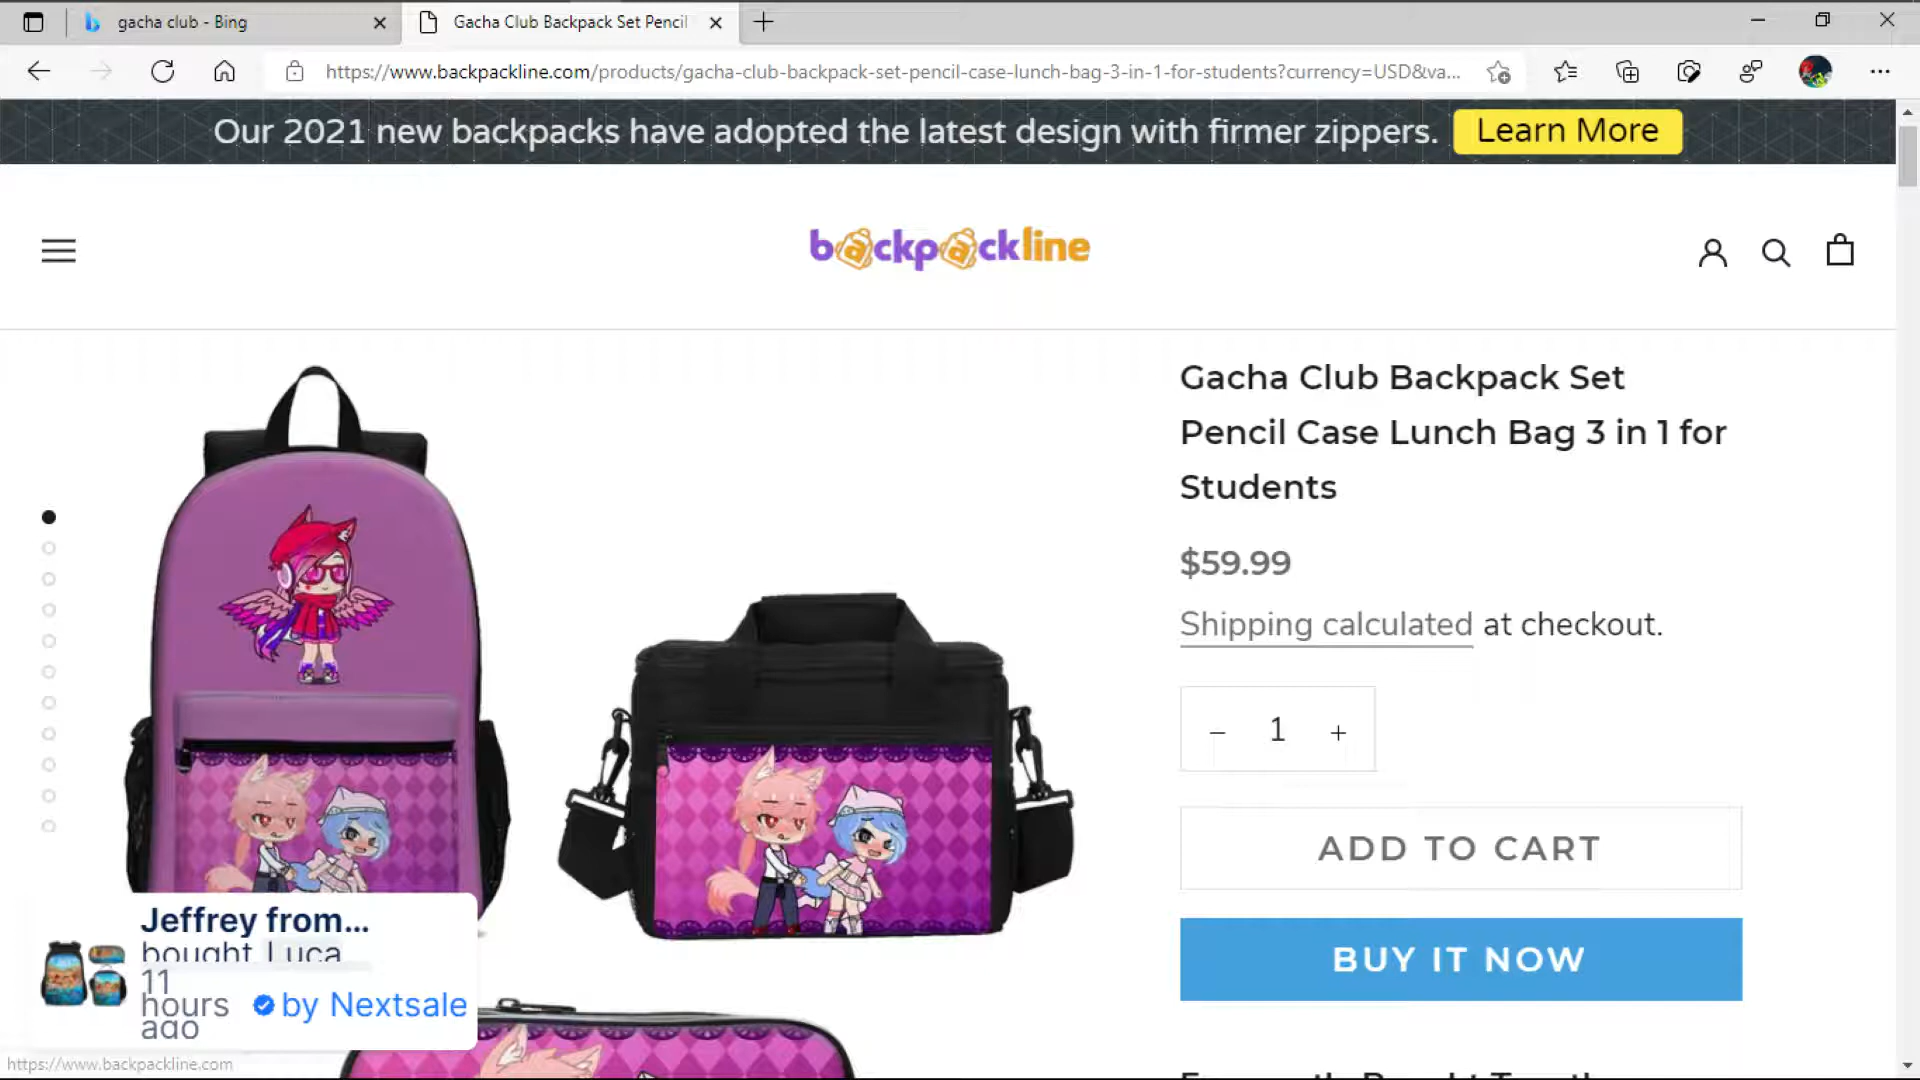 gacha club - Bing
Gacha Club Backpack Set Pencil
https://www.backpackline.com/products/gacha-club-backpack-set-pencil-case-lunch-bag-3-in-1-for-students?currency=USD&va...
Our 2021 new backpacks have adopted the latest design with firmer zippers. Learn More
backpackline
Gacha Club Backpack Set
Pencil Case Lunch Bag 3 in 1 for
Students
$59.99
Shipping calculated at checkout.
− 1 +
ADD TO CART
BUY IT NOW
Jeffrey from...
bought Luca
11
hours
ago
by Nextsale
https://www.backpackline.com